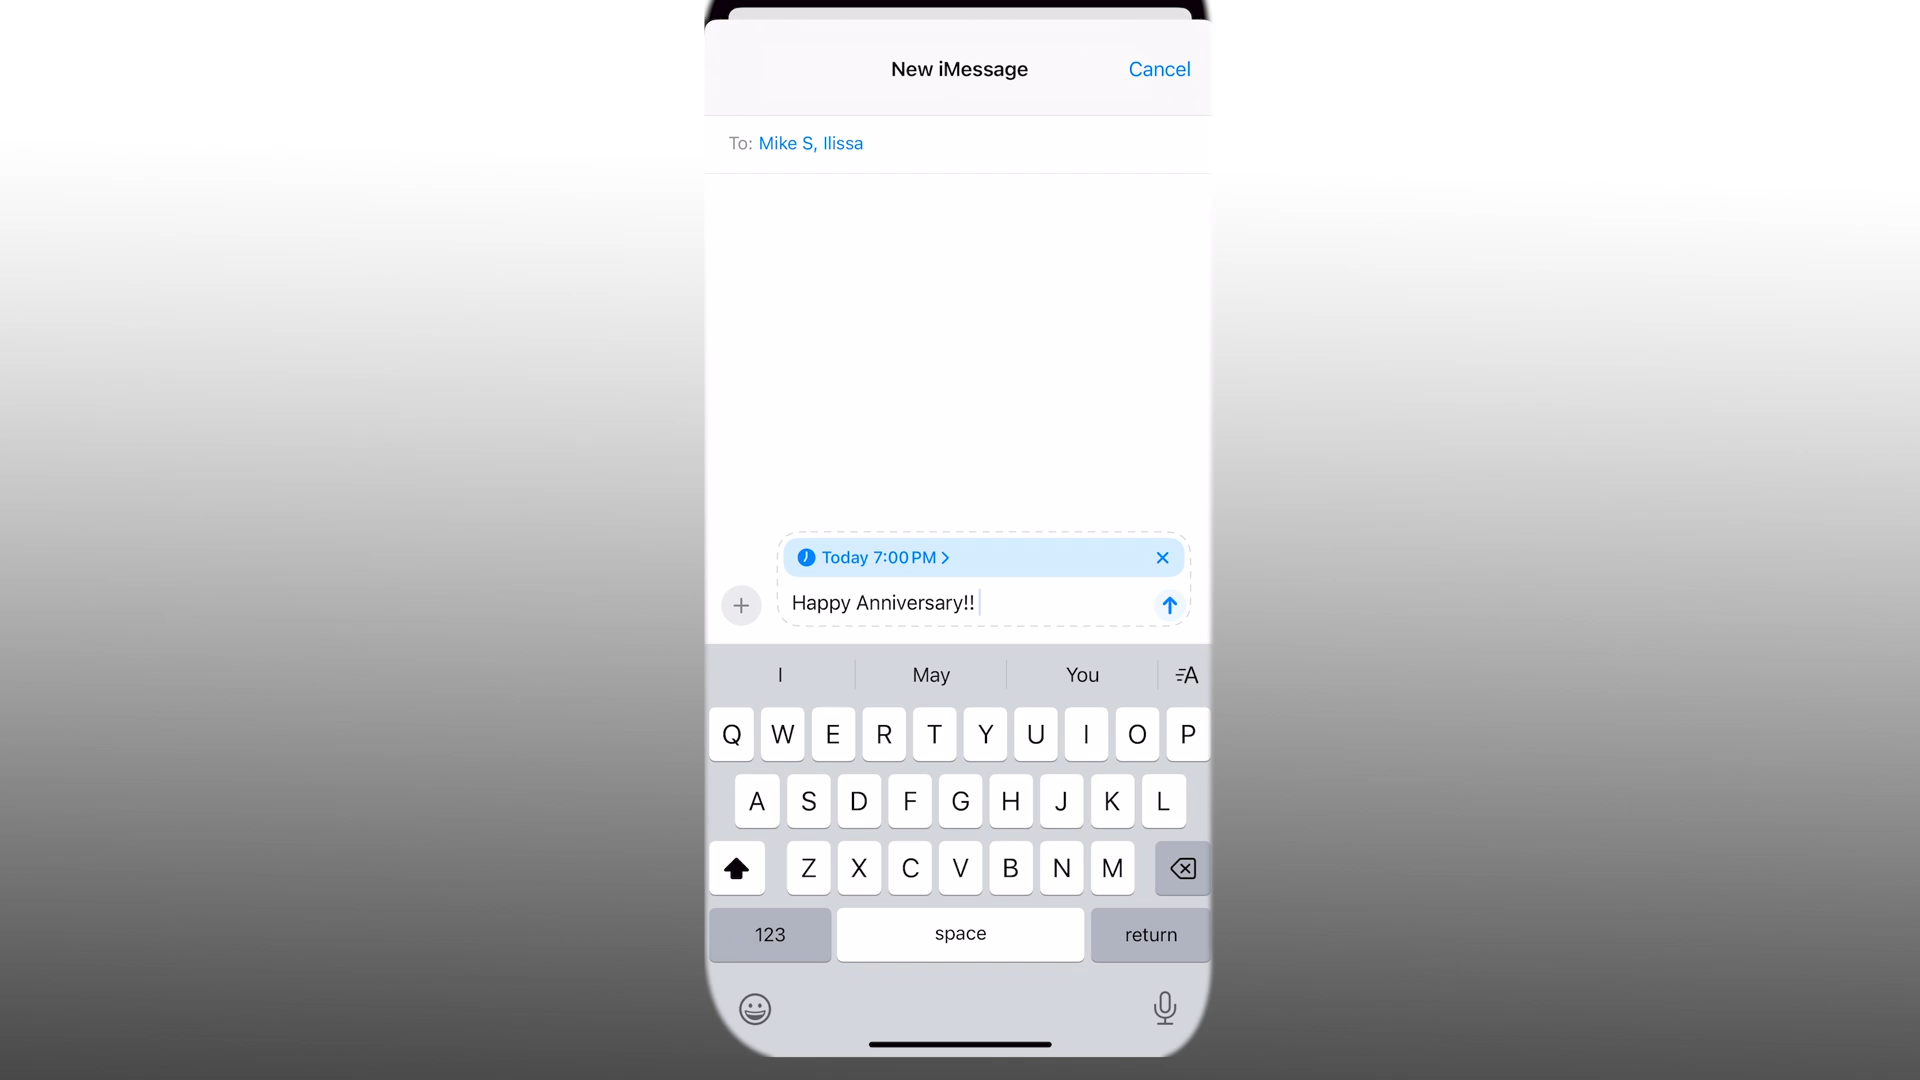 New iMessage
Cancel
To: Mike S, Ilissa
Today 7:00 PM
Happy Anniversary!!
I May You
A
Q W E R T Y U I O P
A S D F G H J K L
Z X C V B N M
123 space return